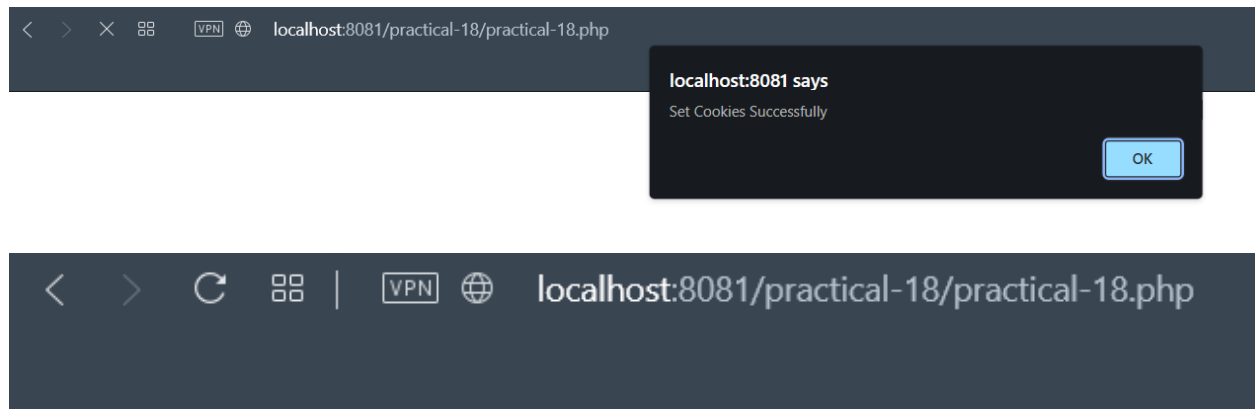 VPN localhost:8081/practical-18/practical-18.php
localhost:8081 says
Set Cookies Successfully
OK
VPN localhost:8081/practical-18/practical-18.php